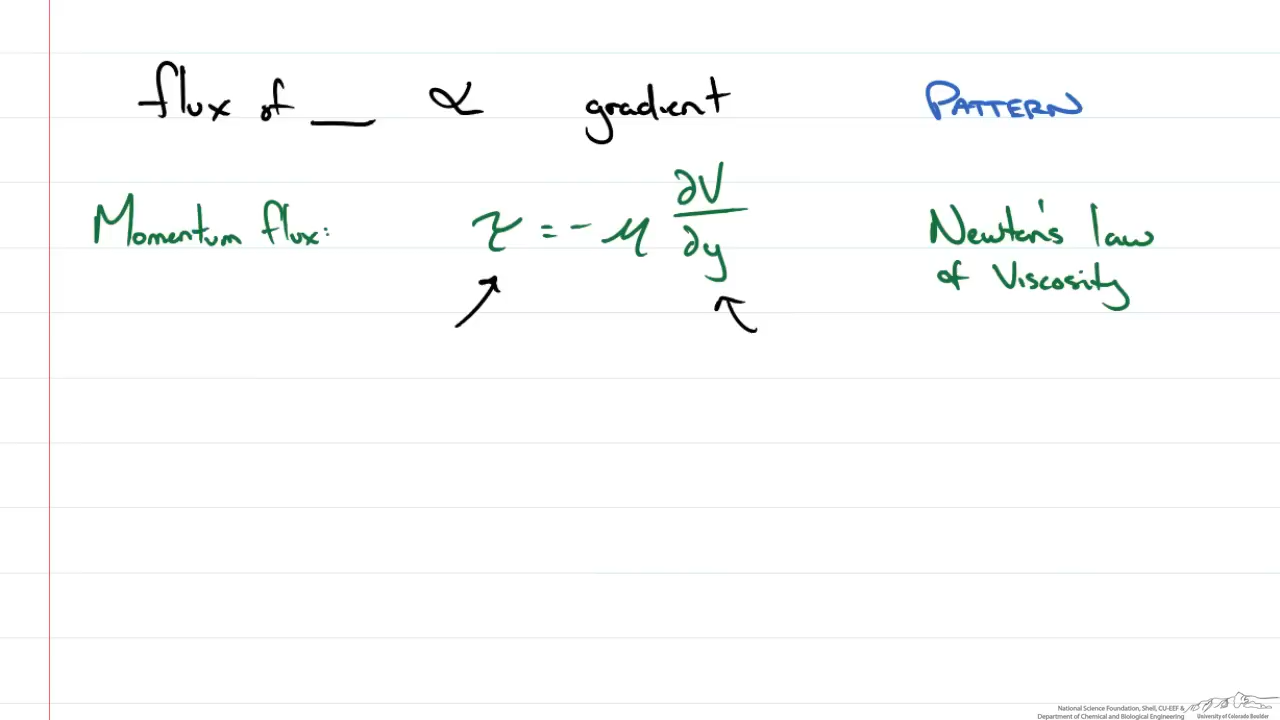 flux of ___ ∝ gradient PATTERN
Momentum flux: τ = - μ ∂V/∂y Newton's law
of Viscosity
National Science Foundation, Shell, CU-EEF &
Department of Chemical and Biological Engineering
University of Colorado Boulder